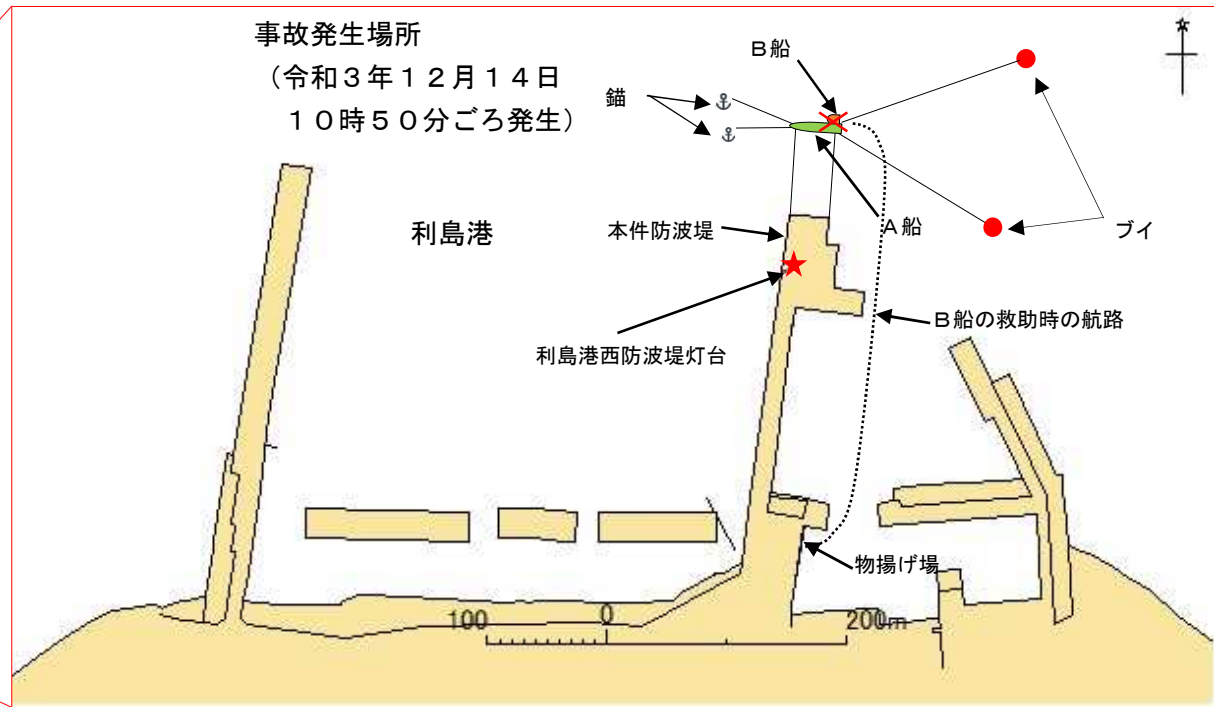 事故発生場所
（令和３年１２月１４日
１０時５０分ごろ発生）
Ｂ船
錨
利島港
本件防波堤
Ａ船
ブイ
Ｂ船の救助時の航路
利島港西防波堤灯台
物揚げ場
100
0
200m